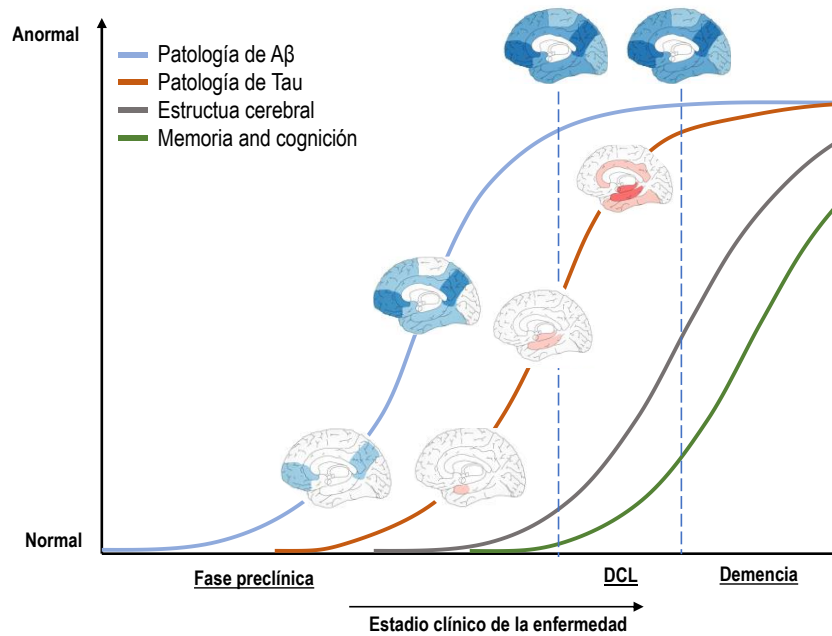 Anormal
Patología de Aβ
Patología de Tau
Estructua cerebral
Memoria and cognición
Normal
Fase preclínica
DCL
Demencia
Estadio clínico de la enfermedad